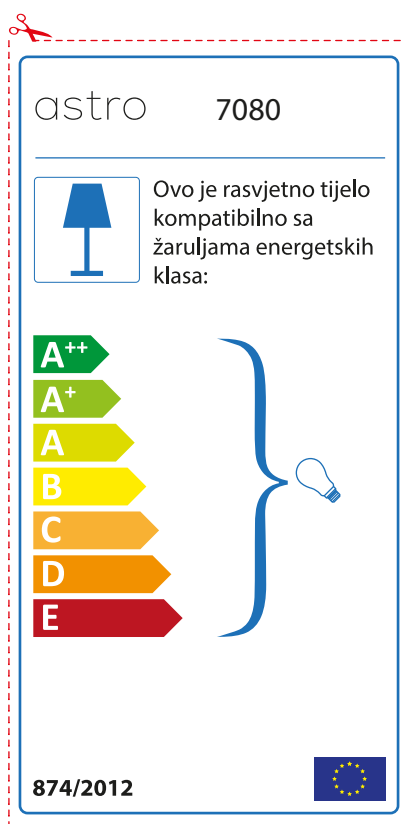 astro 7080
Ovo je rasvjetno tijelo
kompatibilno sa
žaruljama energetskih
klasa:
A++
A+
A
B
C
D
E
874/2012